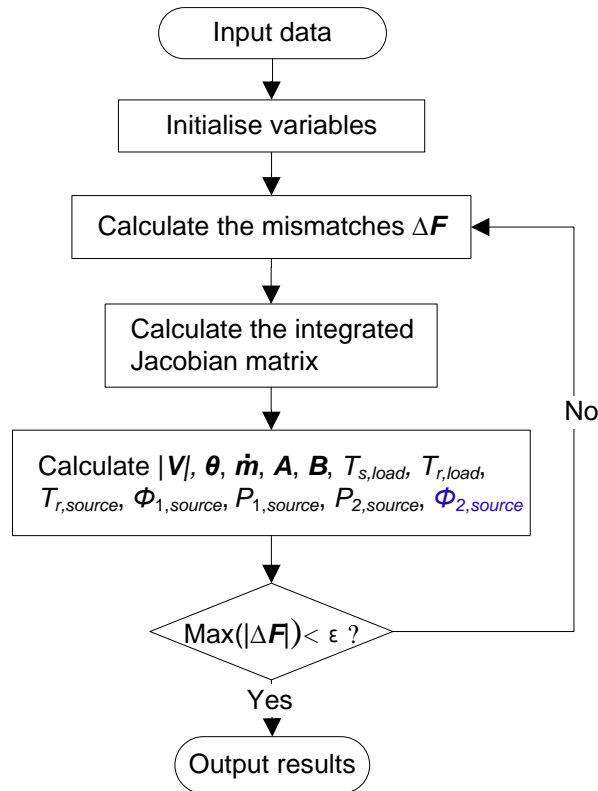 Input data
Initialise variables
Calculate the mismatches ΔF
Calculate the integrated
Jacobian matrix
No
Calculate |V|, θ, ṁ, A, B, Ts,load, Tr,load,
Tr,source, Φ1,source, P1,source, P2,source, Φ2,source
Max(|ΔF|)< ε ?
Yes
Output results